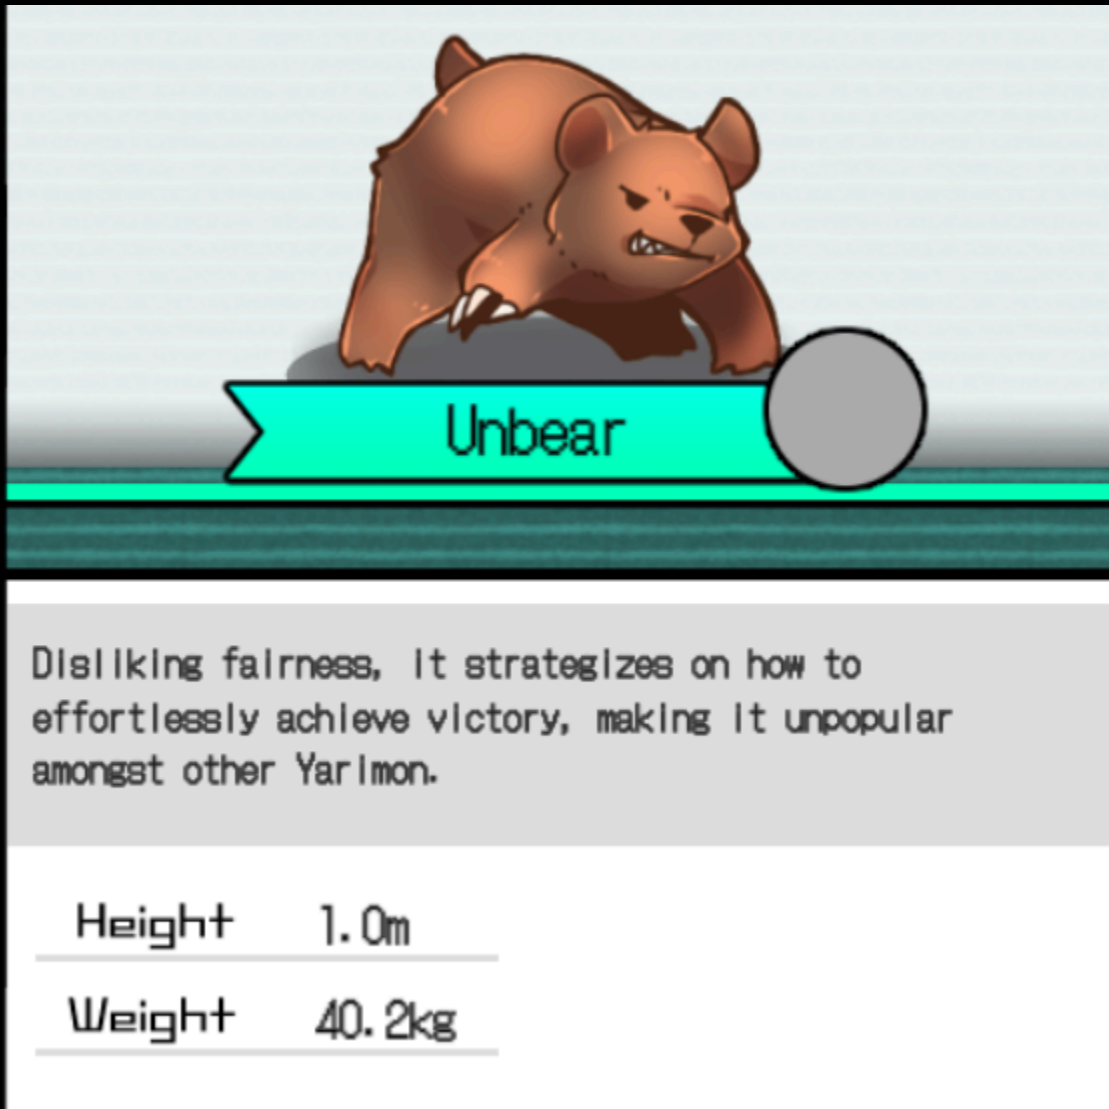 Unbear
Disliking fairness, it strategizes on how to
effortlessly achieve victory, making it unpopular
amongst other Yarimon.
Height 1.0m
Weight 40.2kg